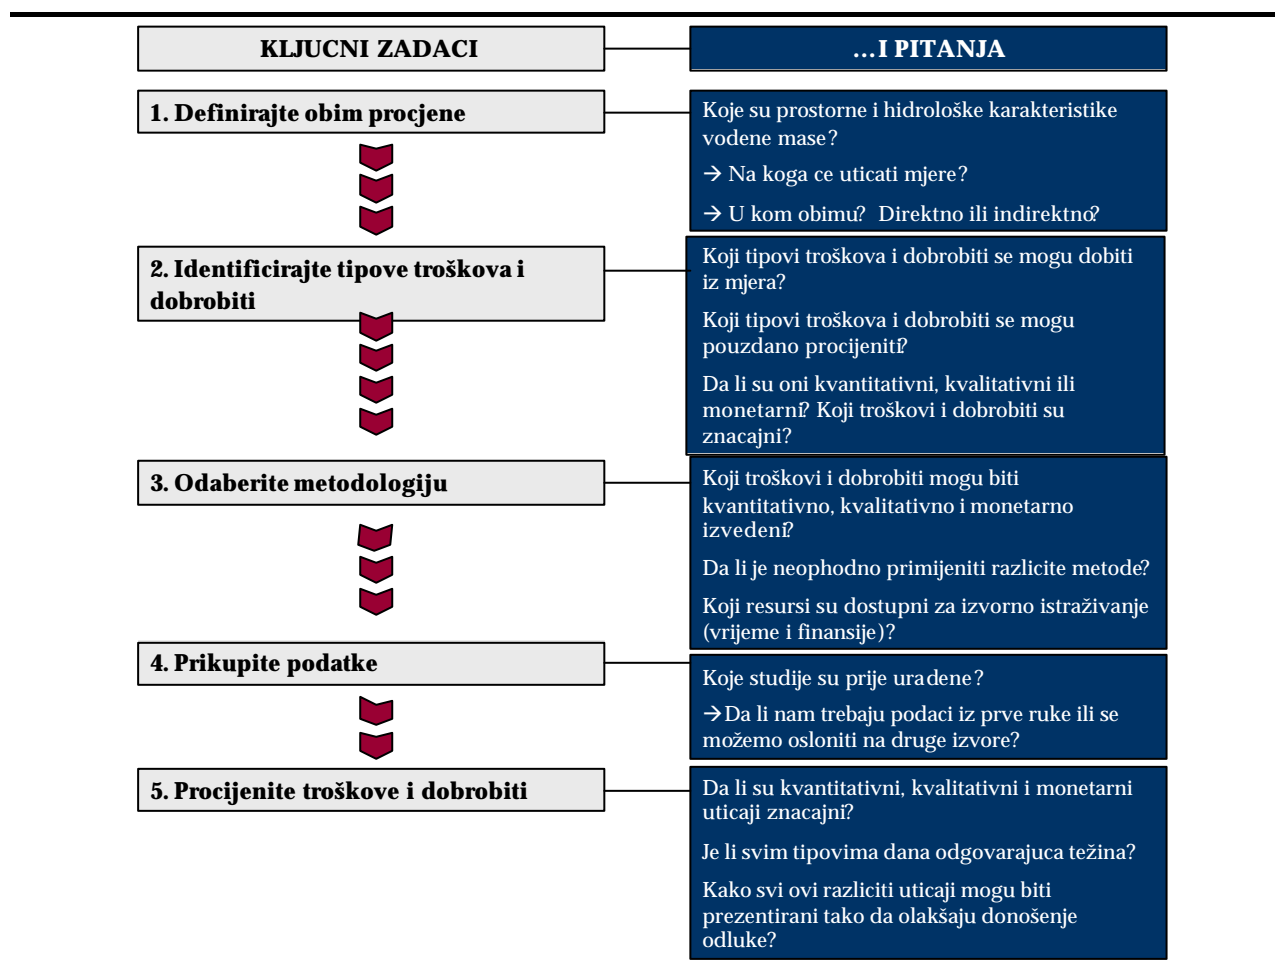 KLJUCNI ZADACI
…I PITANJA
1. Definirajte obim procjene
Koje su prostorne i hidrološke karakteristike
vodene mase?
→ Na koga ce uticati mjere?
→ U kom obimu? Direktno ili indirektno?
2. Identificirajte tipove troškova i
dobrobiti
Koji tipovi troškova i dobrobiti se mogu dobiti
iz mjera?
Koji tipovi troškova i dobrobiti se mogu
pouzdano procijeniti?
Da li su oni kvantitativni, kvalitativni ili
monetarni? Koji troškovi i dobrobiti su
znacajni?
3. Odaberite metodologiju
Koji troškovi i dobrobiti mogu biti
kvantitativno, kvalitativno i monetarno
izvedeni?
Da li je neophodno primijeniti razlicite metode?
Koji resursi su dostupni za izvorno istraživanje
(vrijeme i finansije)?
4. Prikupite podatke
Koje studije su prije uradene?
→Da li nam trebaju podaci iz prve ruke ili se
možemo osloniti na druge izvore?
5. Procijenite troškove i dobrobiti
Da li su kvantitativni, kvalitativni i monetarni
uticaji znacajni?
Je li svim tipovima dana odgovarajuca težina?
Kako svi ovi razliciti uticaji mogu biti
prezentirani tako da olakšaju donošenje
odluke?